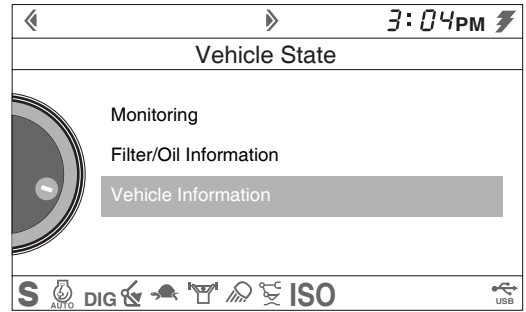 3:04PM
Vehicle State
Monitoring
Filter/Oil Information
Vehicle Information
S AUTO DIG ISO USB